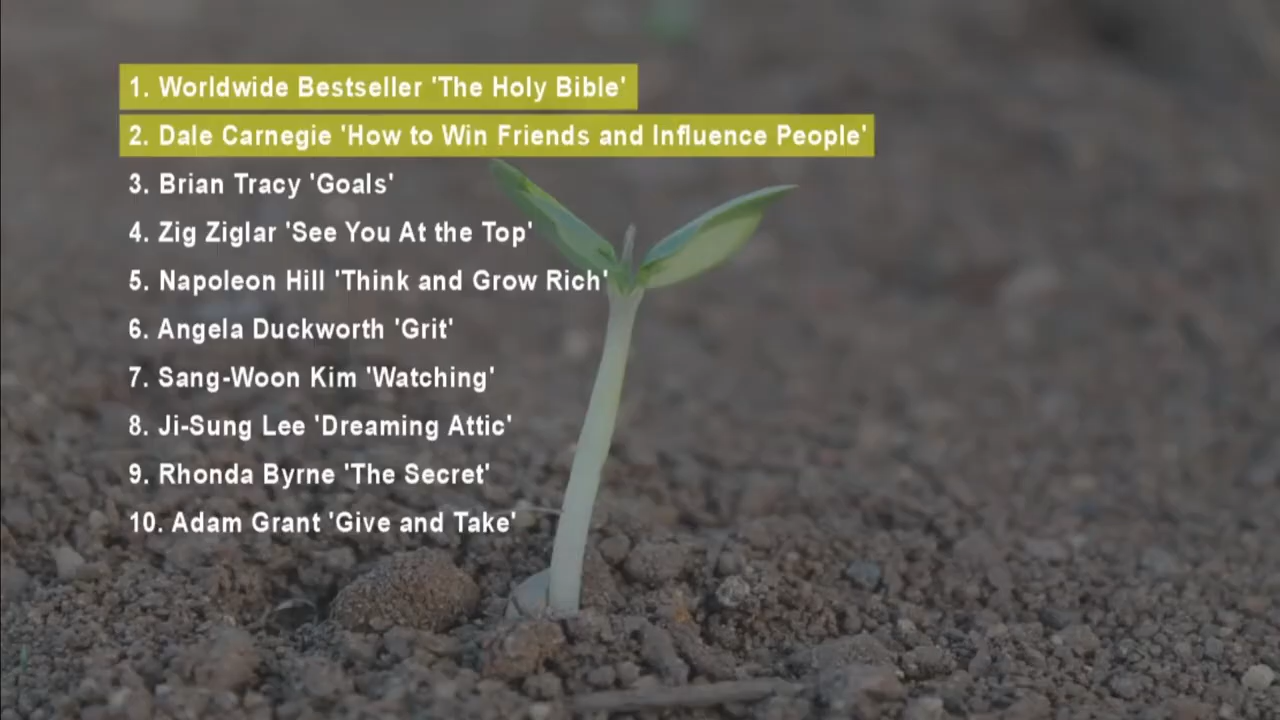 1. Worldwide Bestseller 'The Holy Bible'
2. Dale Carnegie 'How to Win Friends and Influence People'
3. Brian Tracy 'Goals'
4. Zig Ziglar 'See You At the Top'
5. Napoleon Hill 'Think and Grow Rich'
6. Angela Duckworth 'Grit'
7. Sang-Woon Kim 'Watching'
8. Ji-Sung Lee 'Dreaming Attic'
9. Rhonda Byrne 'The Secret'
10. Adam Grant 'Give and Take'